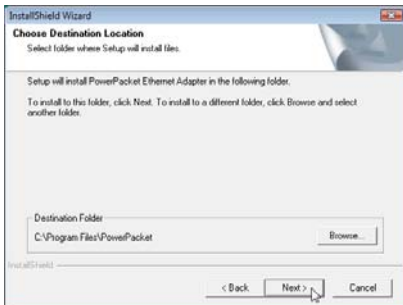 InstallShield Wizard
Choose Destination Location
Select folder where Setup will install files.
Setup will install PowerPacket Ethernet Adapter in the following folder.
To install to this folder, click Next. To install to a different folder, click Browse and select
another folder.
Destination Folder
C:\Program Files\PowerPacket
Browse...
InstallShield
< Back
Next >
Cancel